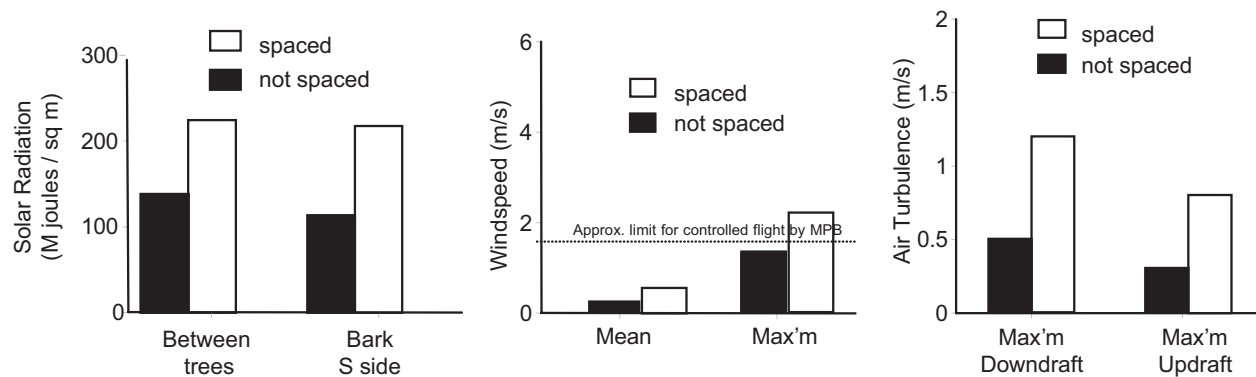 Solar Radiation
(M joules / sq m)
300
200
100
0
spaced
not spaced
Between
trees
Bark
S side
Windspeed (m/s)
6
4
2
0
spaced
not spaced
Approx. limit for controlled flight by MPB
Mean
Max'm
Air Turbulence (m/s)
2
1.5
1
0.5
0
spaced
not spaced
Max'm
Downdraft
Max'm
Updraft